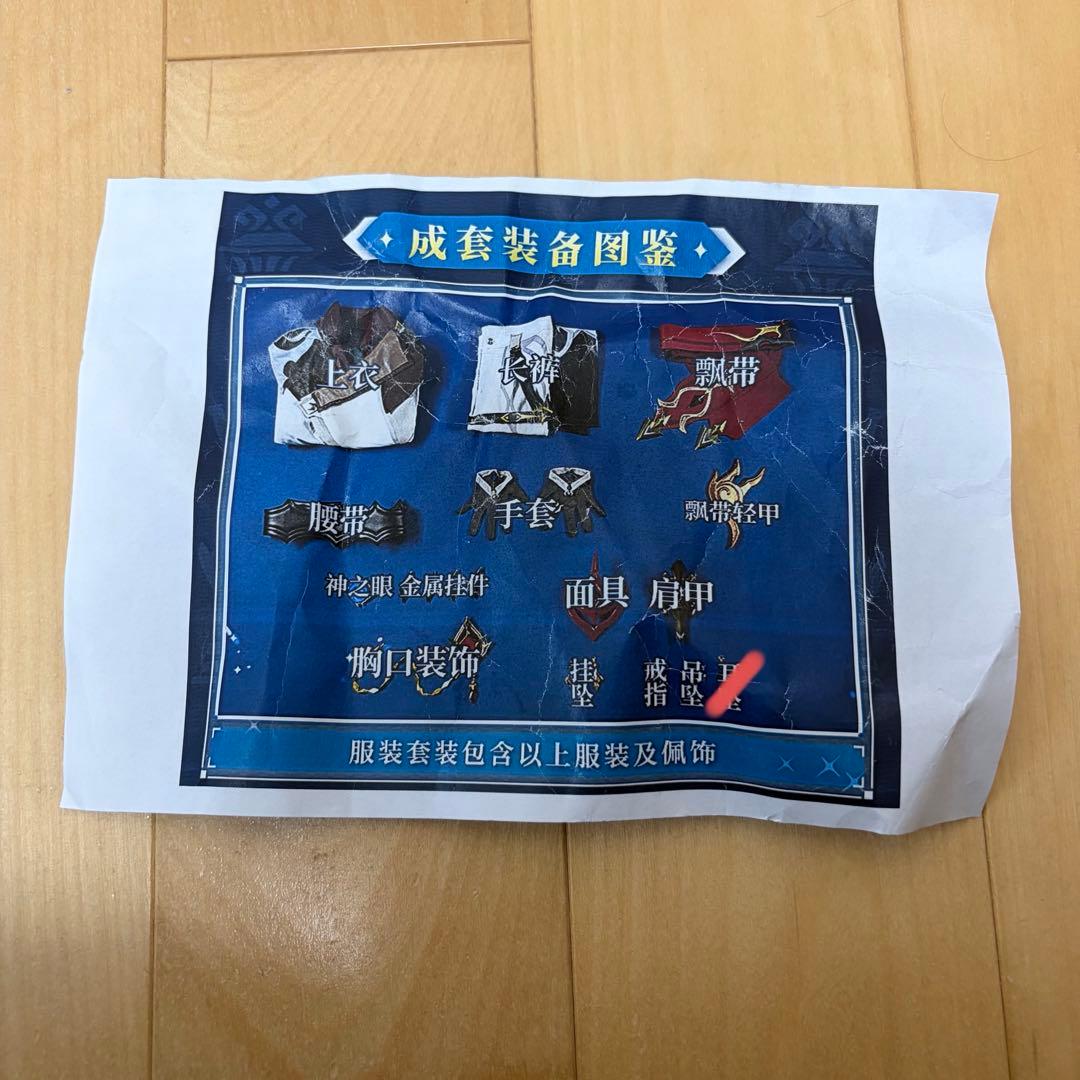 成套装备图鉴
上衣 长裤 飘带
腰带 手套 飘带轻甲
神之眼 金属挂件 面具 肩甲
胸口装饰 挂坠 戒指 吊坠
服装套装包含以上服装及佩饰